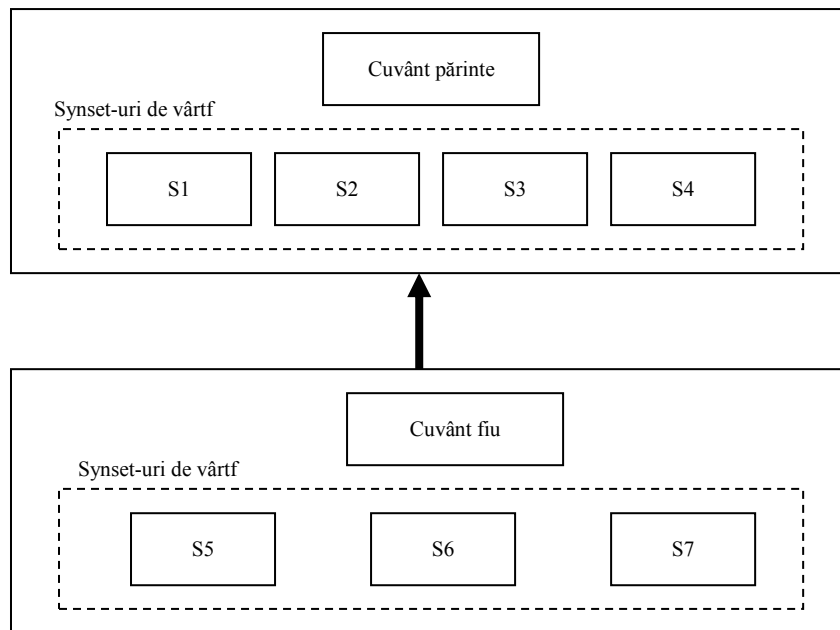 Cuvânt părinte
Synset-uri de vârtf
S1 S2 S3 S4
Cuvânt fiu
Synset-uri de vârtf
S5 S6 S7